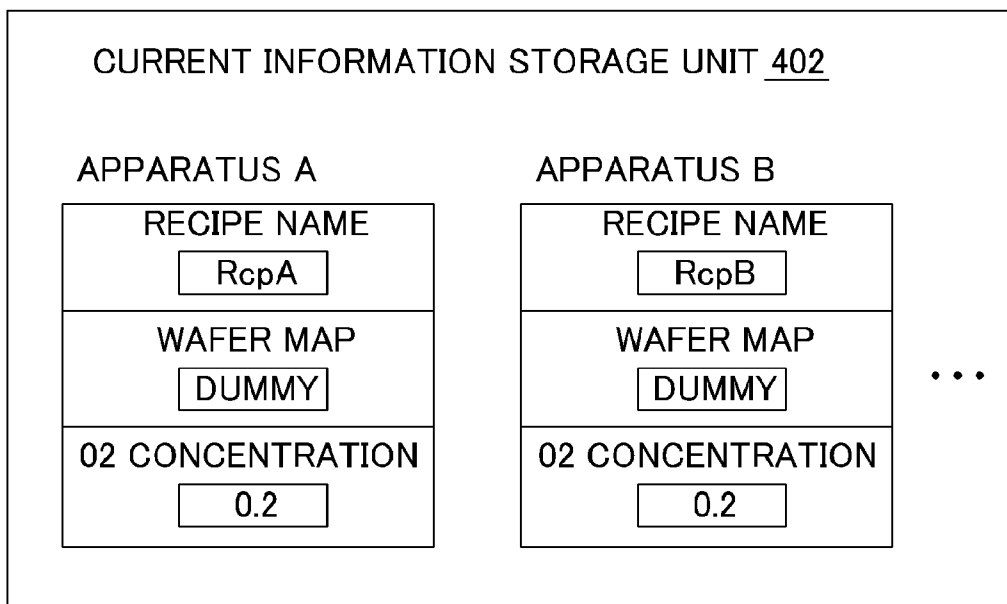 CURRENT INFORMATION STORAGE UNIT 402
APPARATUS A
RECIPE NAME
RcpA
WAFER MAP
DUMMY
02 CONCENTRATION
0.2
APPARATUS B
RECIPE NAME
RcpB
WAFER MAP
DUMMY
02 CONCENTRATION
0.2
...